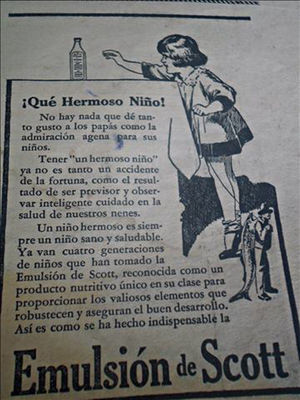 ¡Qué Hermoso Niño!
No hay nada que dé tan-
to gusto a los papás como la
admiración agena para sus
niños.
Tener "un hermoso niño"
ya no es tanto un accidente
de la fortuna, como el resul-
tado de ser previsor y obser-
var inteligente cuidado en la
salud de nuestros nenes.
Un niño hermoso es siem-
pre un niño sano y saludable.
Ya van cuatro generaciones
de niños que han tomado la
Emulsión de Scott, reconocida como un
producto nutritivo único en su clase para
proporcionar los valiosos elementos que
robustecen y aseguran el buen desarrollo.
Así es como se ha hecho indispensable la
Emulsión de Scott